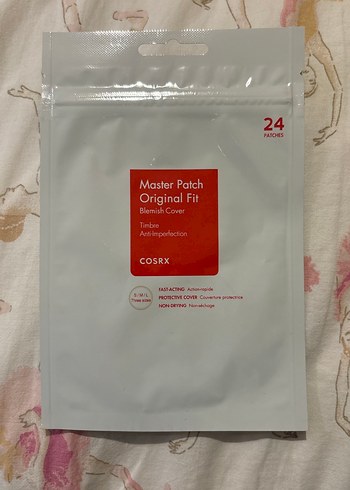 24
PATCHES
Master Patch
Original Fit
Blemish Cover
Timbre
Anti-Imperfection
COSRX
S / M / L
FAST-ACTING Action rapide
PROTECTIVE COVER Couverture protectrice
NON-DRYING Non-séchage